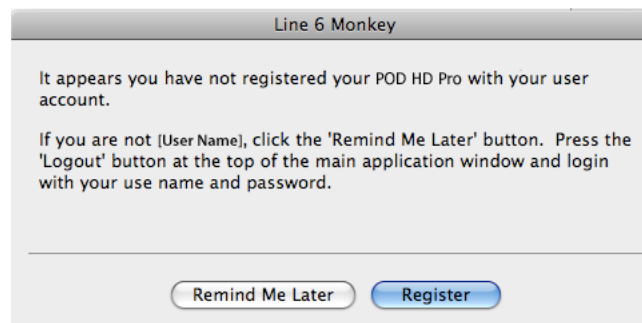 Line 6 Monkey
It appears you have not registered your POD HD Pro with your user
account.
If you are not [User Name], click the 'Remind Me Later' button. Press the
'Logout' button at the top of the main application window and login
with your use name and password.
Remind Me Later
Register